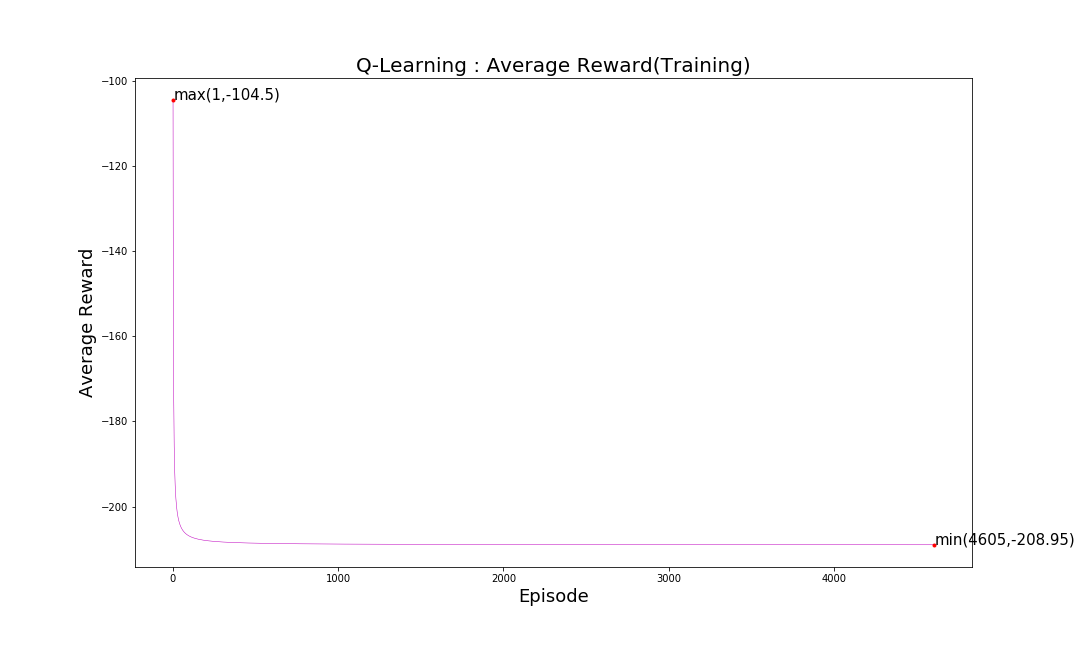 Q-Learning : Average Reward(Training)
−100
max(1,-104.5)
−120
−140
−160
−180
−200
Average Reward
min(4605,-208.95)
0 1000 2000 3000 4000
Episode